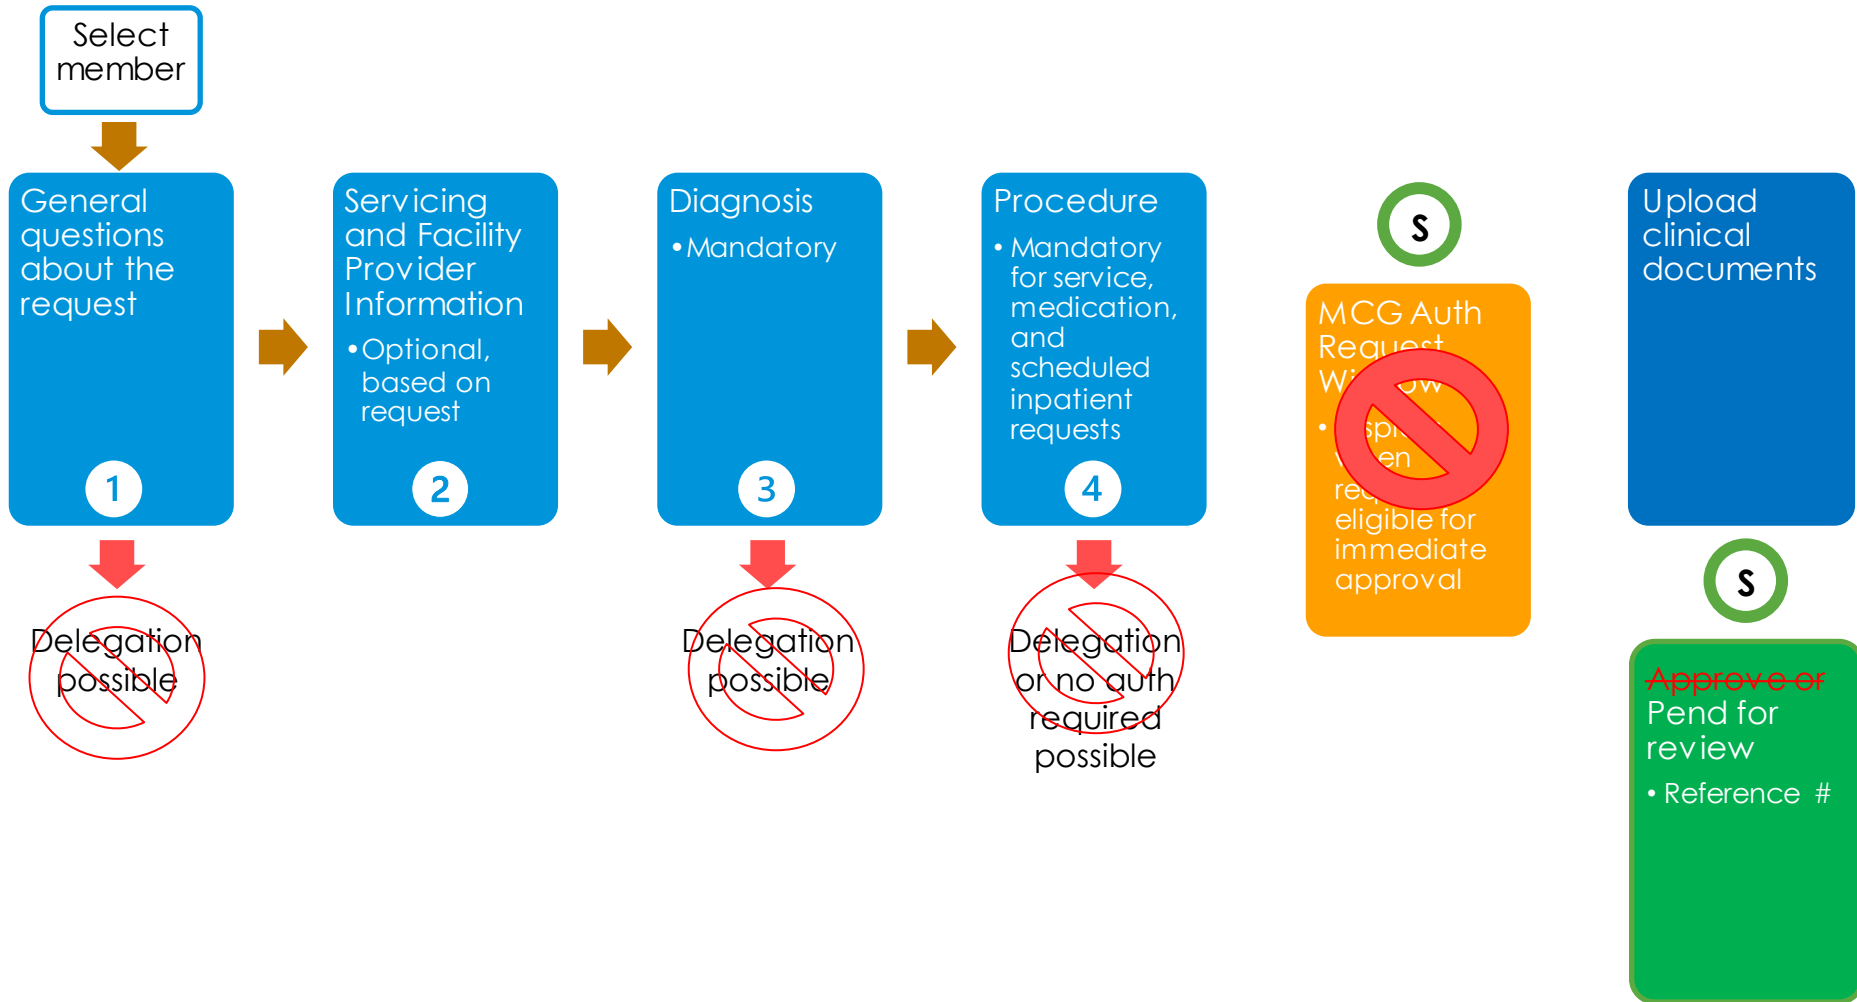 Select
member
General
questions
about the
request
1
Servicing
and Facility
Provider
Information
•Optional,
based on
request
2
Diagnosis
•Mandatory
3
Procedure
• Mandatory
for service,
medication,
and
scheduled
inpatient
requests
4
S
MCG Auth
Request
•
eligible for
immediate
approval
Upload
clinical
documents
S
Approve or
Pend for
review
• Reference #
Delegation
possible
Delegation
possible
Delegation
or no auth
required
possible